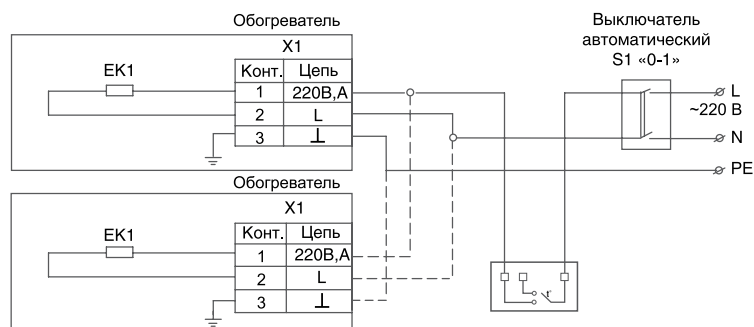 Обогреватель
X1
EK1
Конт. Цепь
1 220В,А
2 L
3 ⊥
Выключатель
автоматический
S1 «0-1»
L
~220 В
N
PE
Обогреватель
X1
EK1
Конт. Цепь
1 220В,А
2 L
3 ⊥
t°